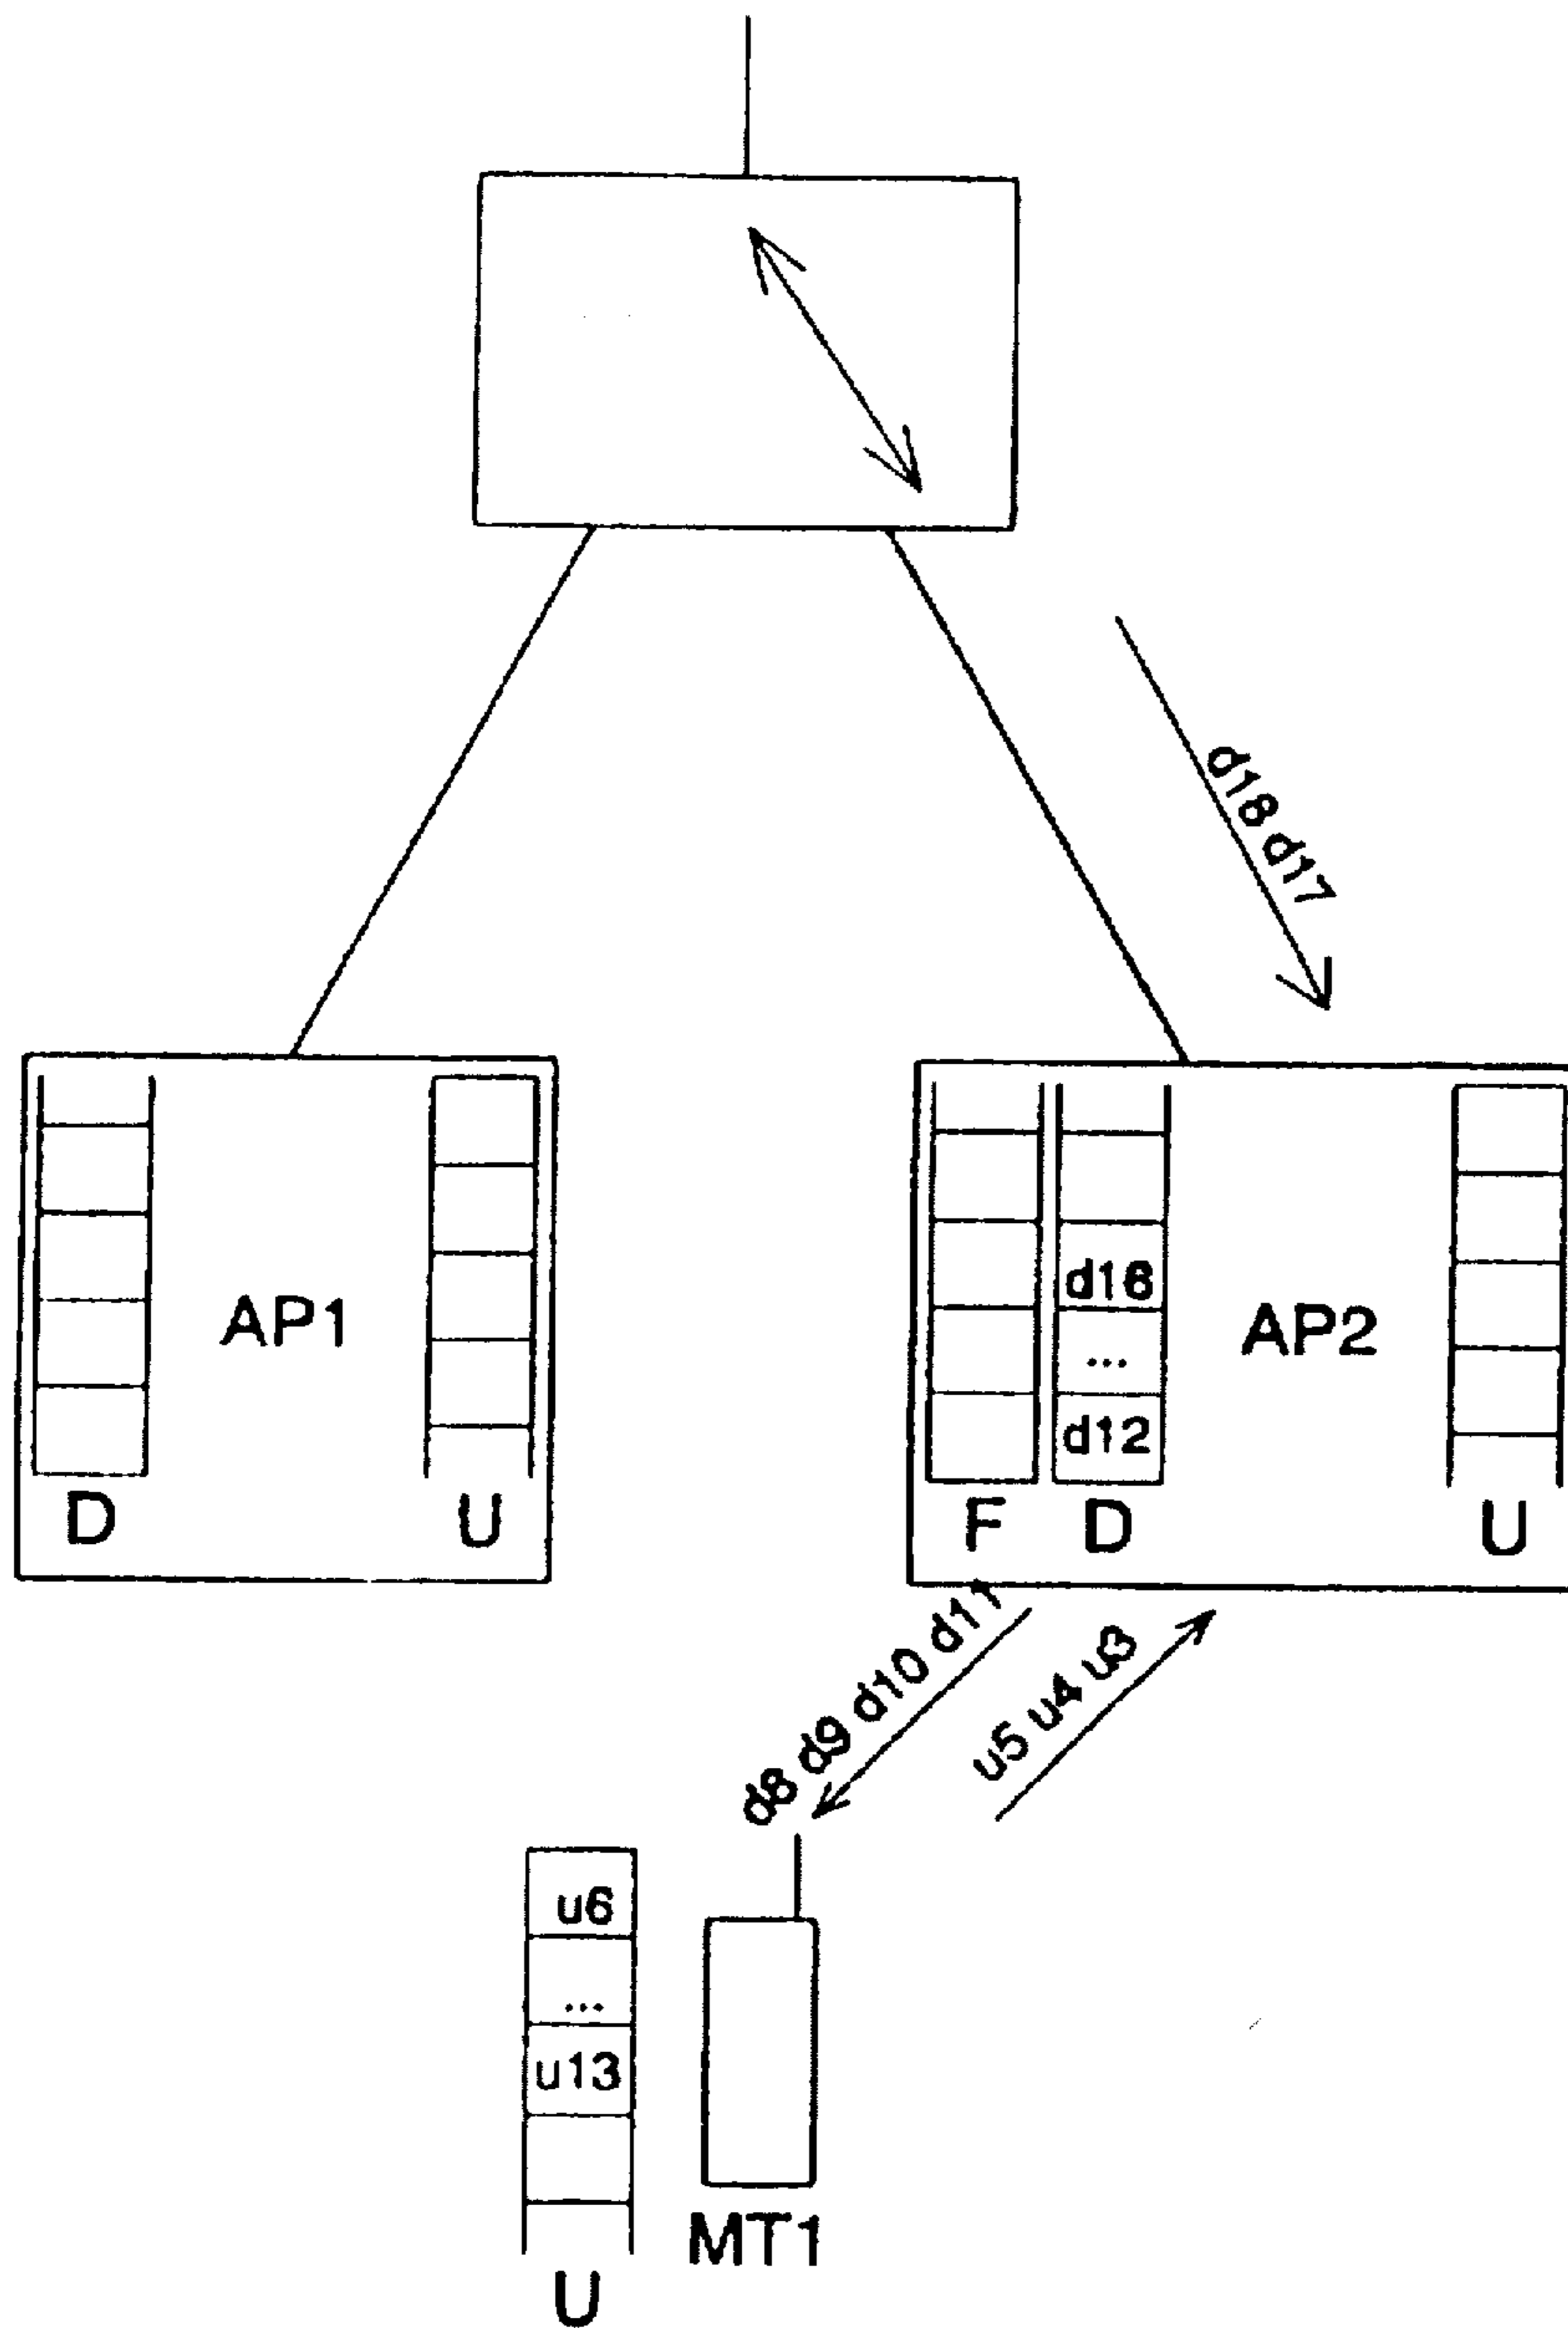 d18 d17
d16
AP1
AP2
...
d12
D
U
F
D
U
d8 d9 d10 d11
u5 u4 u3
u6
...
u13
MT1
U